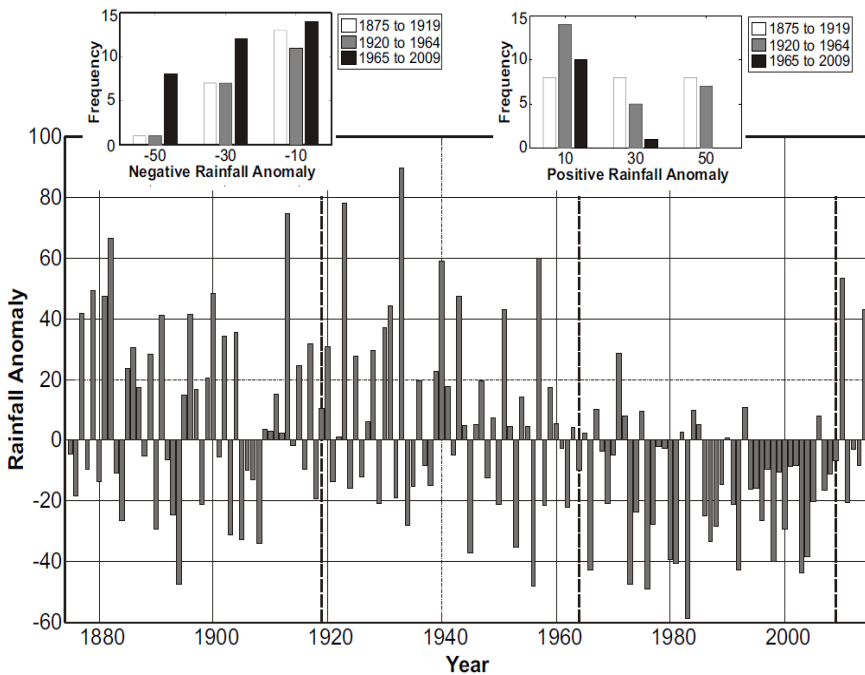 15
10
5
0
Frequency
-50
-30
-10
Negative Rainfall Anomaly
1875 to 1919
1920 to 1964
1965 to 2009
15
10
5
0
Frequency
10
30
50
Positive Rainfall Anomaly
1875 to 1919
1920 to 1964
1965 to 2009
100
80
60
40
20
0
-20
-40
-60
Rainfall Anomaly
1880
1900
1920
1940
1960
1980
2000
Year